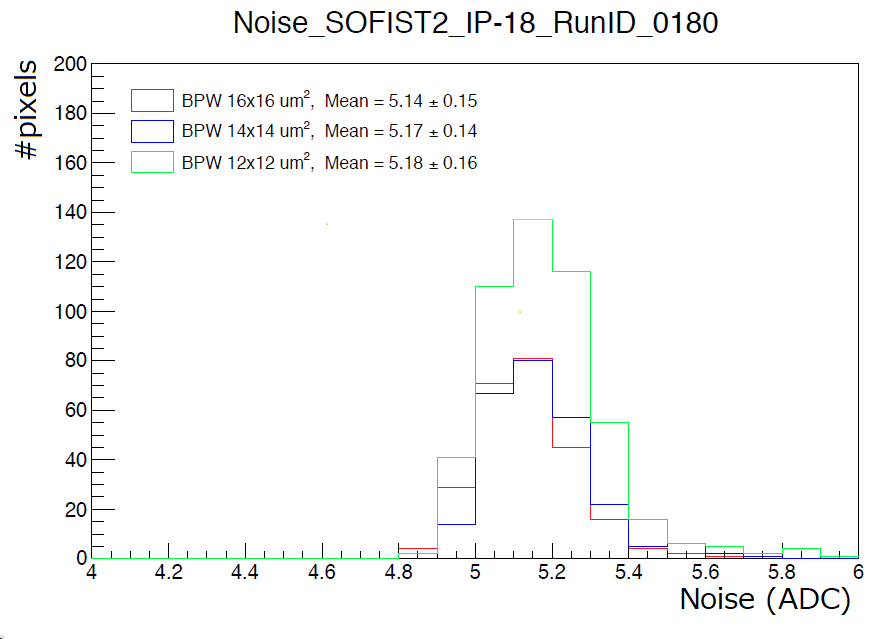 Noise_SOFIST2_IP-18_RunID_0180
#pixels
200
180
160
140
120
100
80
60
40
20
0
BPW 16x16 um², Mean = 5.14 ± 0.15
BPW 14x14 um², Mean = 5.17 ± 0.14
BPW 12x12 um², Mean = 5.18 ± 0.16
4 4.2 4.4 4.6 4.8 5 5.2 5.4 5.6 5.8 6
Noise (ADC)